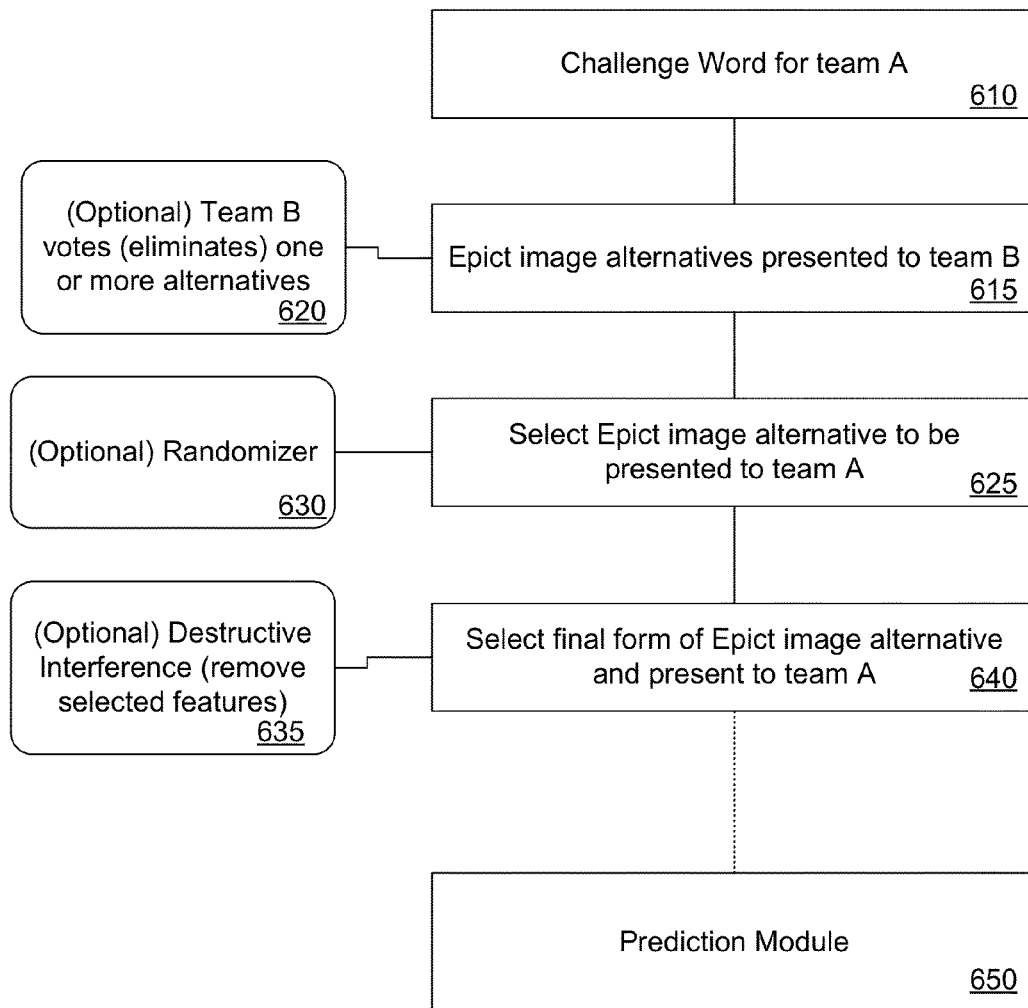 Challenge Word for team A
610
(Optional) Team B
votes (eliminates) one
or more alternatives
620
Epict image alternatives presented to team B
615
(Optional) Randomizer
630
Select Epict image alternative to be
presented to team A
625
(Optional) Destructive
Interference (remove
selected features)
635
Select final form of Epict image alternative
and present to team A
640
Prediction Module
650